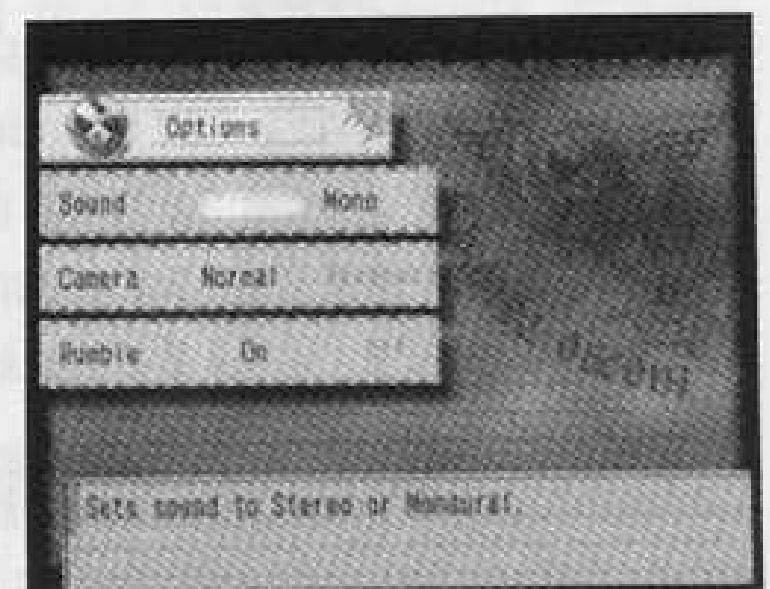 Options
Sound Mono
Camera Normal
Rumble On
Sets sound to Stereo or Monaural.